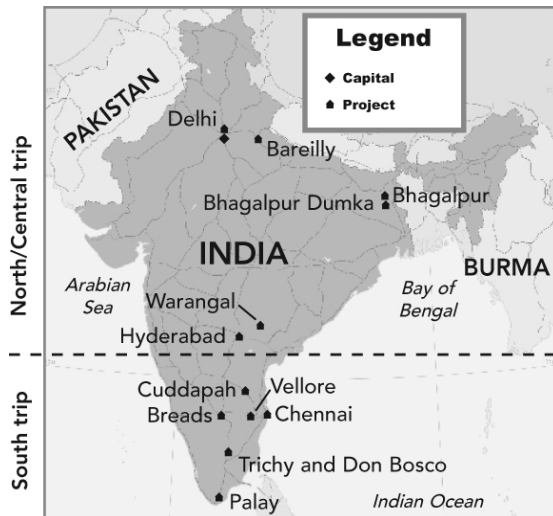 Legend
Capital
Project
PAKISTAN
Delhi
Bareilly
Bhagalpur
Bhagalpur Dumka
INDIA
BURMA
Arabian
Sea
Bay of
Bengal
Warangal
Hyderabad
North/Central trip
Cuddapah
Vellore
Breads
Chennai
Trichy and Don Bosco
Palay
Indian Ocean
South trip